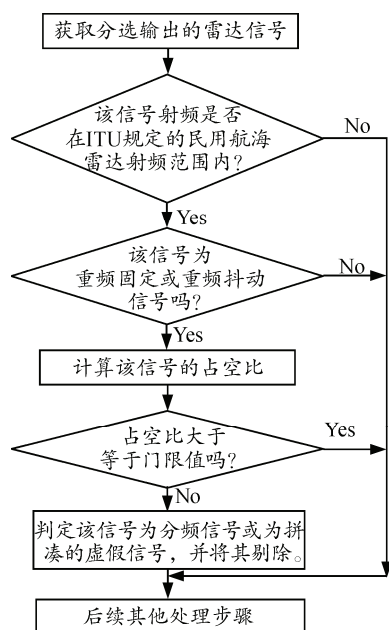 获取分选输出的雷达信号
该信号射频是否
在ITU规定的民用航海
雷达射频范围内?
No
Yes
该信号为
重频固定或重频抖动
信号吗?
No
Yes
计算该信号的占空比
占空比大于
等于门限值吗?
Yes
No
判定该信号为分频信号或为拼
凑的虚假信号，并将其剔除。
后续其他处理步骤